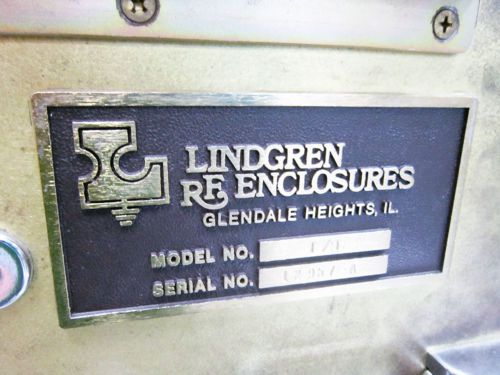 LINDGREN
RF ENCLOSURES
GLENDALE HEIGHTS, IL.
MODEL NO.
SERIAL NO.